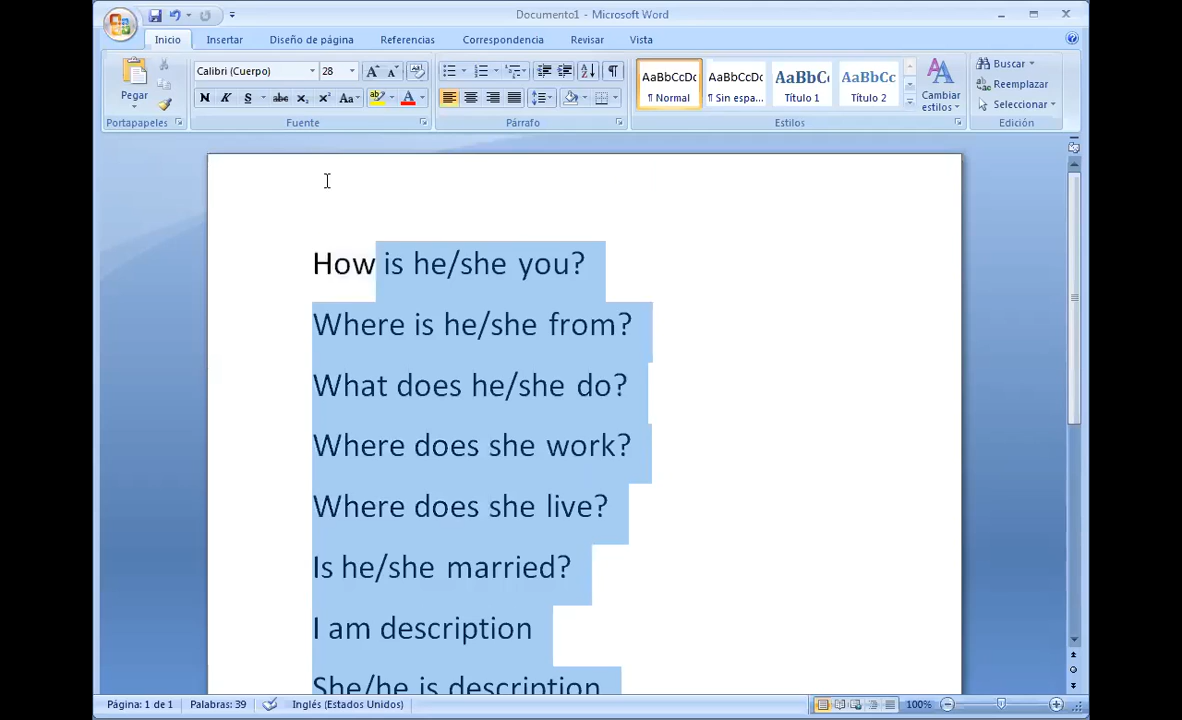 Documento1 - Microsoft Word
Inicio Insertar Diseño de página Referencias Correspondencia Revisar Vista
Calibri (Cuerpo) 28
AaBbCcDc AaBbCcDc AaBbC AaBbCc
¶ Normal ¶ Sin espa... Título 1 Título 2
Pegar
N K S abc x₂ x² Aa
Cambiar estilos
Buscar
Reemplazar
Seleccionar
Portapapeles Fuente Párrafo Estilos Edición
How is he/she you?
Where is he/she from?
What does he/she do?
Where does she work?
Where does she live?
Is he/she married?
I am description
She/he is description
Página: 1 de 1 Palabras: 39 Inglés (Estados Unidos) 100%